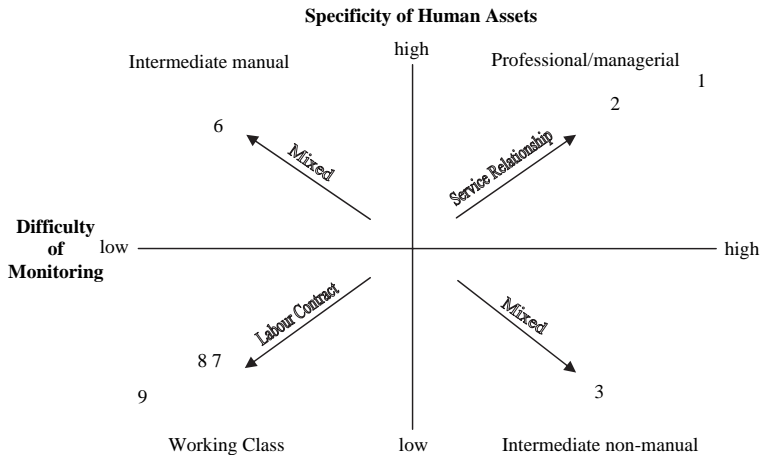 Specificity of Human Assets
high
Intermediate manual
Professional/managerial
1
2
6
Mixed
Service Relationship
Difficulty
of
Monitoring
low
high
Labour Contract
Mixed
8 7
3
9
Working Class
low
Intermediate non-manual